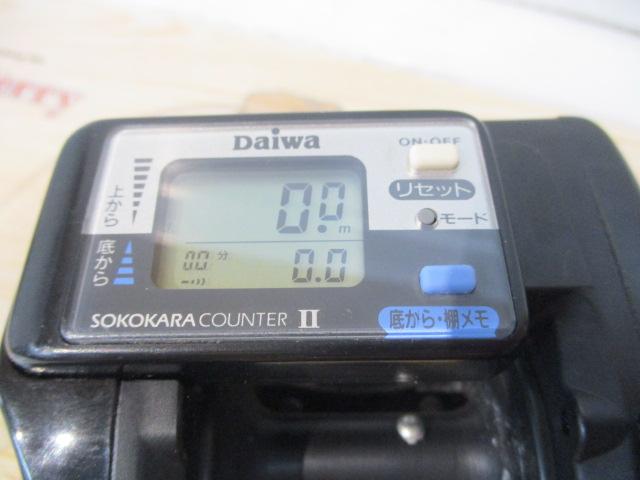 erry
Daiwa
ON・OFF
リセット
モード
上から
0.0 m
底から
00 分
0.0
SOKOKARA COUNTER II
底から・棚メモ